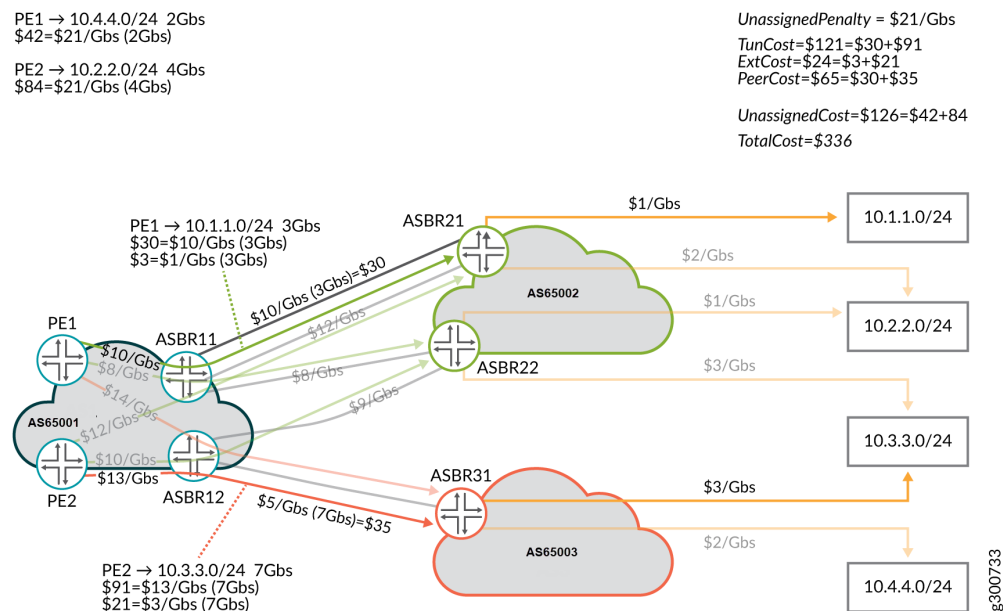 PE1 → 10.4.4.0/24 2Gbs
$42=$21/Gbs (2Gbs)
PE2 → 10.2.2.0/24 4Gbs
$84=$21/Gbs (4Gbs)
UnassignedPenalty = $21/Gbs
TunCost=$121=$30+$91
ExtCost=$24=$3+$21
PeerCost=$65=$30+$35
UnassignedCost=$126=$42+84
TotalCost=$336
PE1 → 10.1.1.0/24 3Gbs
$30=$10/Gbs (3Gbs)
$3=$1/Gbs (3Gbs)
ASBR21
$1/Gbs
10.1.1.0/24
$10/Gbs (3Gbs)=$30
$2/Gbs
AS65002
$12/Gbs
$1/Gbs
10.2.2.0/24
PE1
ASBR11
$10/Gbs
$8/Gbs
$8/Gbs
ASBR22
$3/Gbs
$14/Gbs
$9/Gbs
AS65001
$12/Gbs
10.3.3.0/24
$10/Gbs
$13/Gbs
PE2
ASBR12
ASBR31
$3/Gbs
$5/Gbs (7Gbs)=$35
$2/Gbs
AS65003
PE2 → 10.3.3.0/24 7Gbs
$91=$13/Gbs (7Gbs)
$21=$3/Gbs (7Gbs)
10.4.4.0/24
g300733